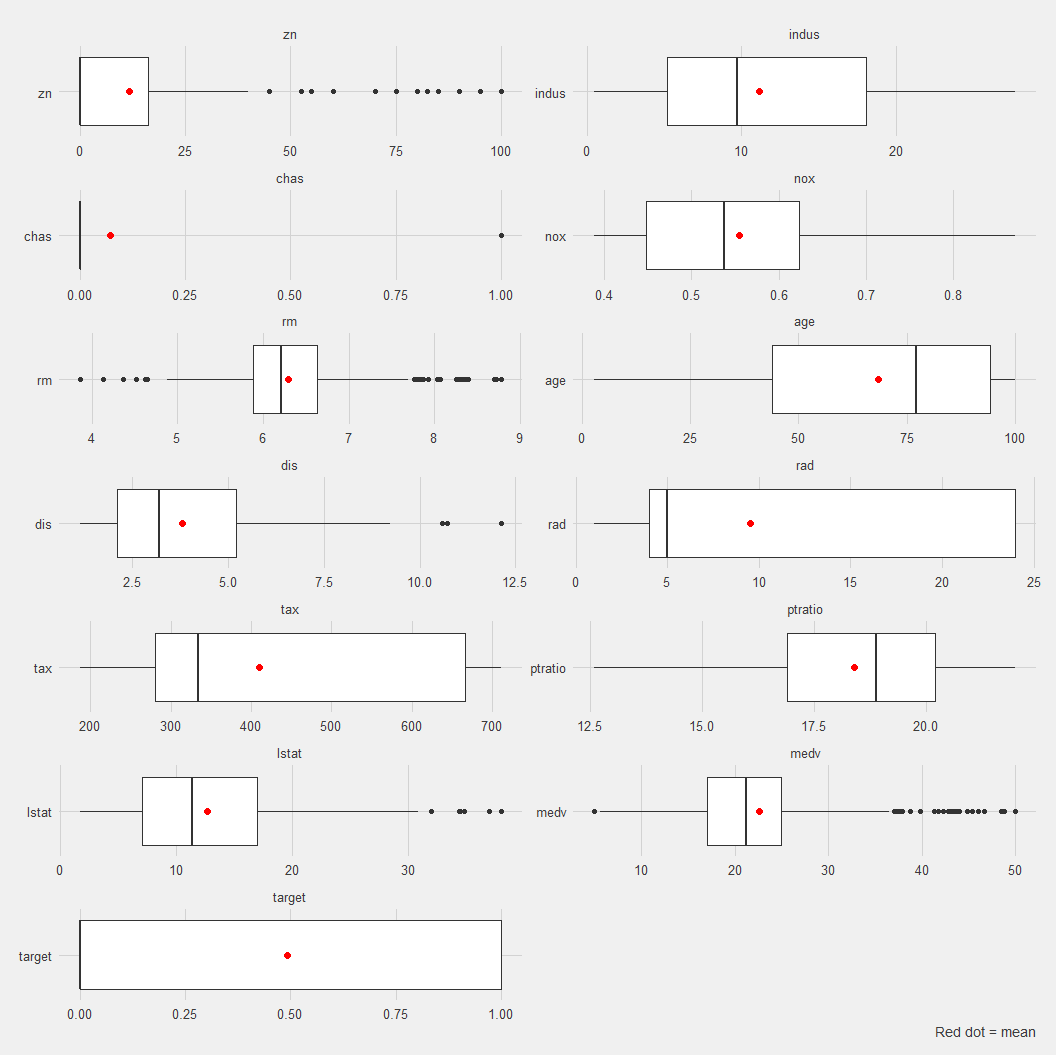 zn
zn
0 25 50 75 100
indus
indus
0 10 20
chas
chas
0.00 0.25 0.50 0.75 1.00
nox
nox
0.4 0.5 0.6 0.7 0.8
rm
rm
4 5 6 7 8 9
age
age
0 25 50 75 100
dis
dis
2.5 5.0 7.5 10.0 12.5
rad
rad
0 5 10 15 20 25
tax
tax
200 300 400 500 600 700
ptratio
ptratio
12.5 15.0 17.5 20.0
lstat
lstat
0 10 20 30
medv
medv
10 20 30 40 50
target
target
0.00 0.25 0.50 0.75 1.00
Red dot = mean